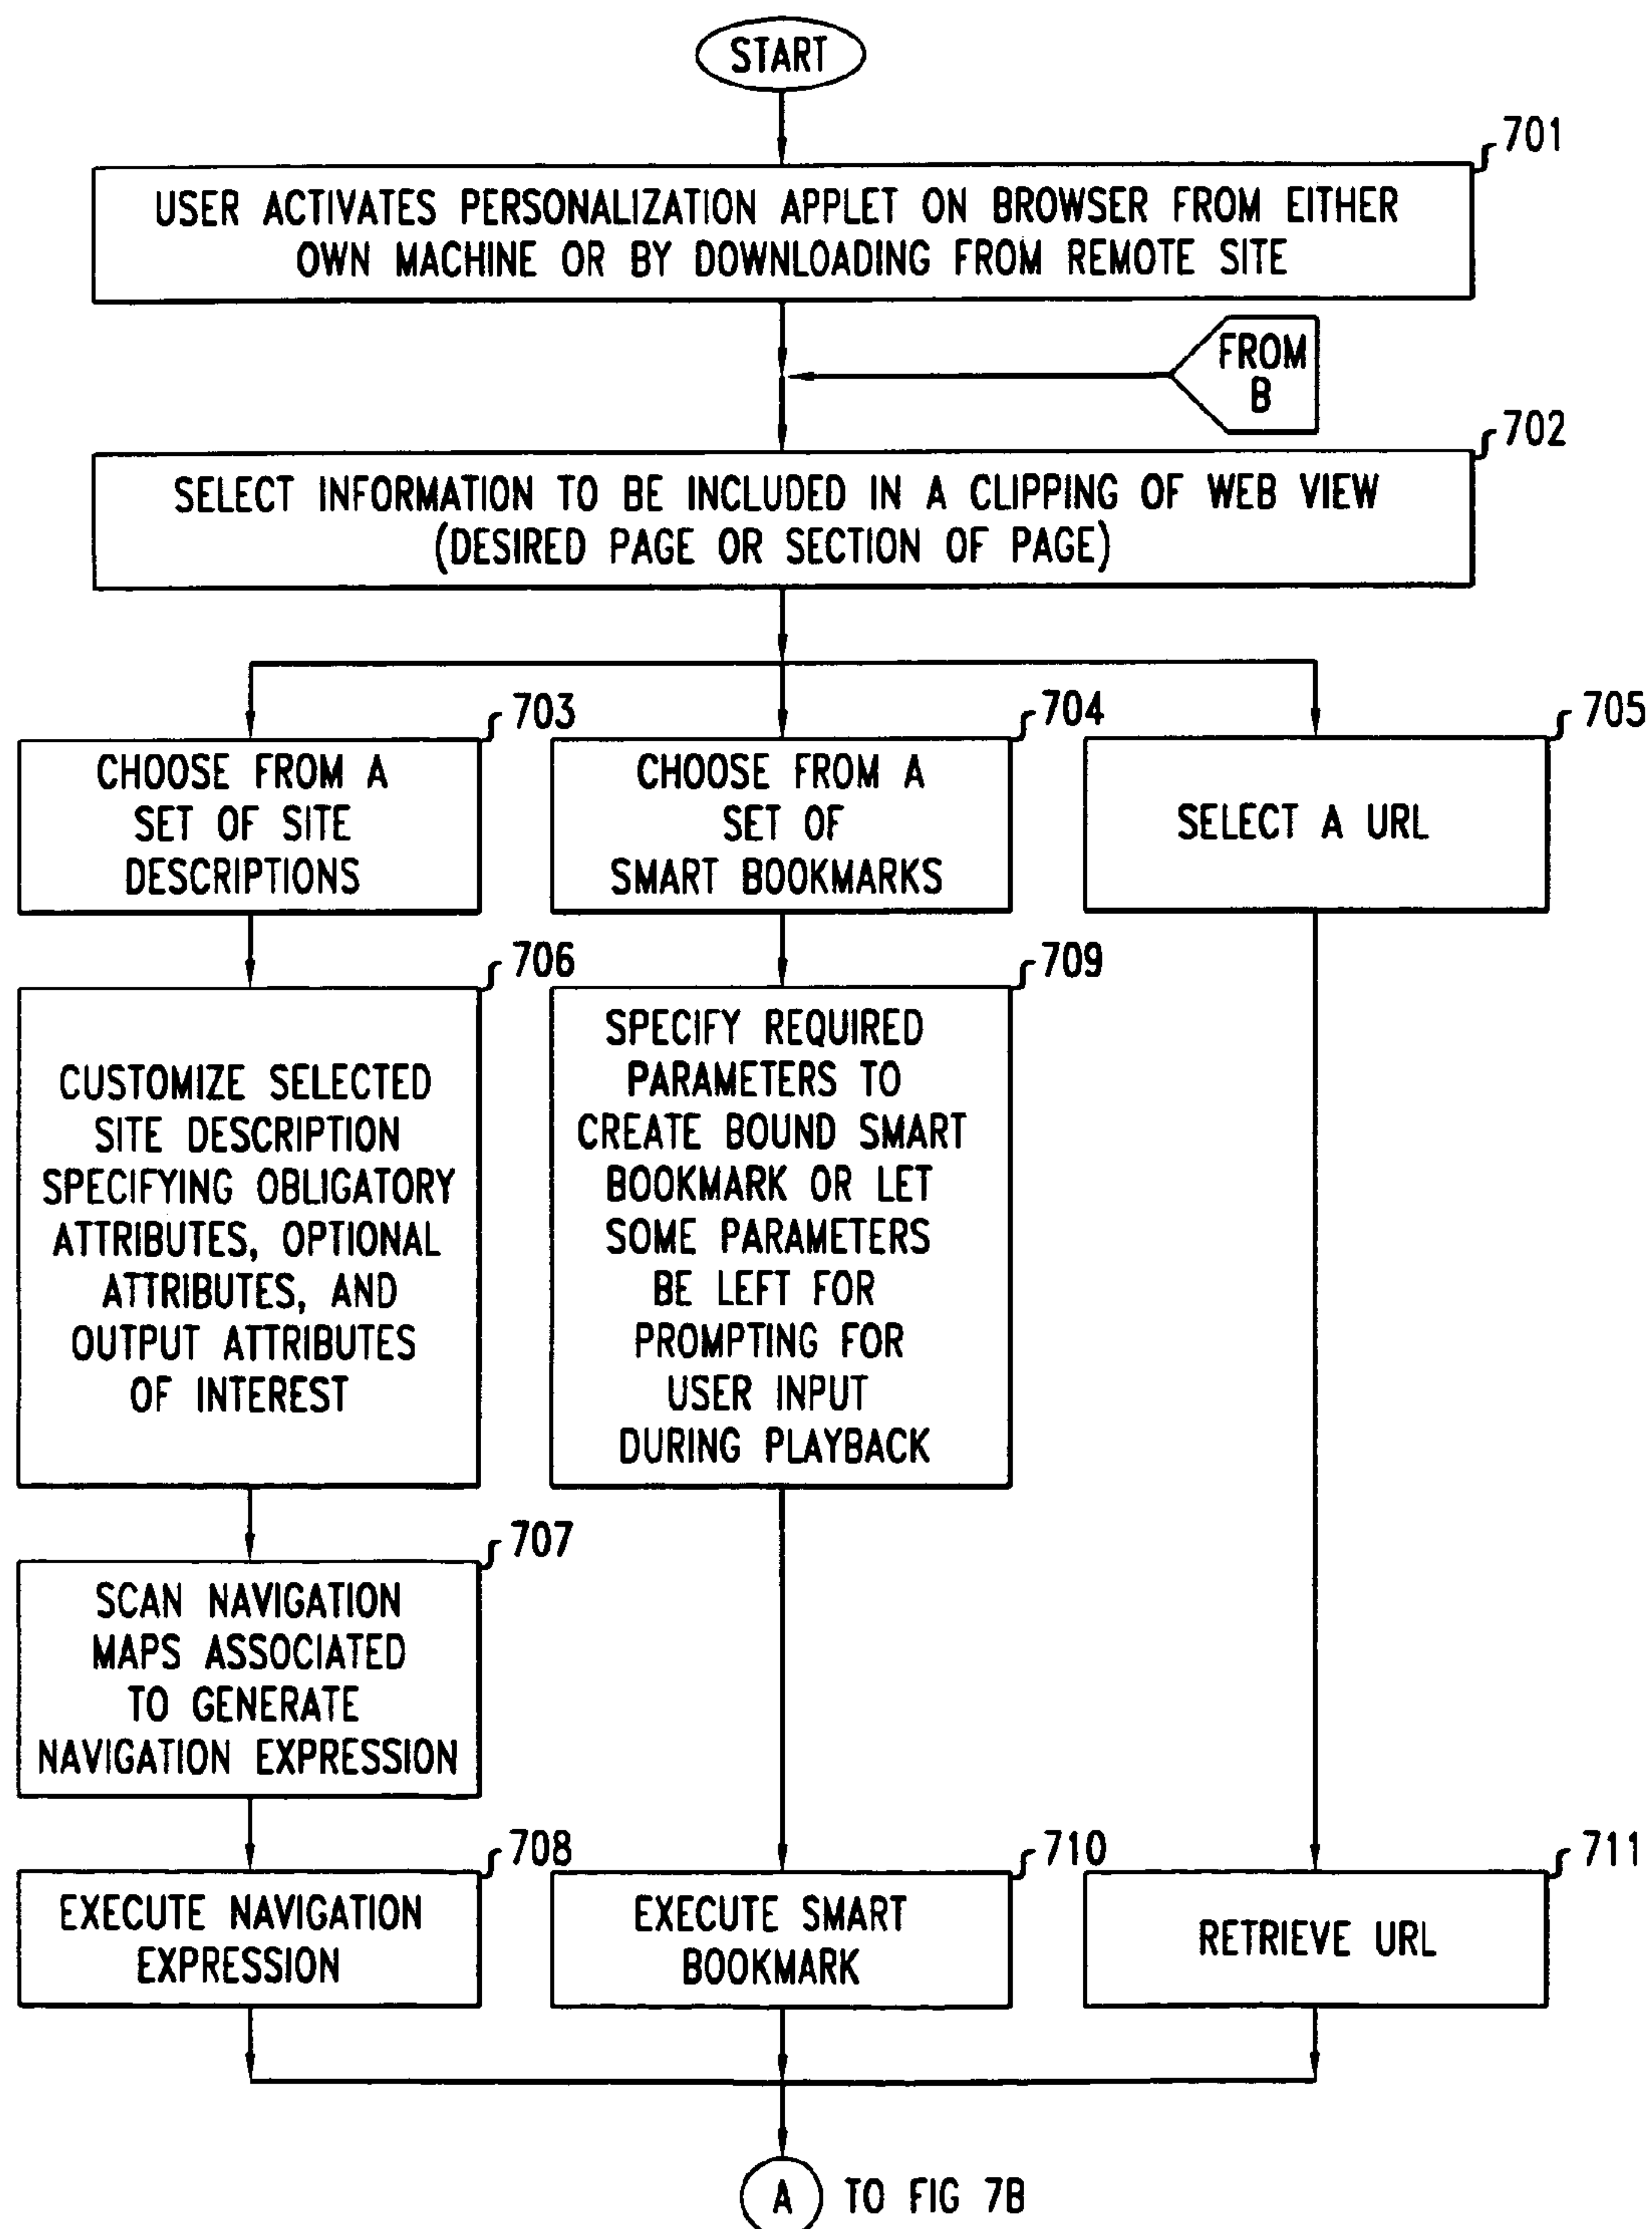 START
701
USER ACTIVATES PERSONALIZATION APPLET ON BROWSER FROM EITHER
OWN MACHINE OR BY DOWNLOADING FROM REMOTE SITE
FROM
B
702
SELECT INFORMATION TO BE INCLUDED IN A CLIPPING OF WEB VIEW
(DESIRED PAGE OR SECTION OF PAGE)
703
CHOOSE FROM A
SET OF SITE
DESCRIPTIONS
704
CHOOSE FROM A
SET OF
SMART BOOKMARKS
705
SELECT A URL
706
CUSTOMIZE SELECTED
SITE DESCRIPTION
SPECIFYING OBLIGATORY
ATTRIBUTES, OPTIONAL
ATTRIBUTES, AND
OUTPUT ATTRIBUTES
OF INTEREST
709
SPECIFY REQUIRED
PARAMETERS TO
CREATE BOUND SMART
BOOKMARK OR LET
SOME PARAMETERS
BE LEFT FOR
PROMPTING FOR
USER INPUT
DURING PLAYBACK
707
SCAN NAVIGATION
MAPS ASSOCIATED
TO GENERATE
NAVIGATION EXPRESSION
708
EXECUTE NAVIGATION
EXPRESSION
710
EXECUTE SMART
BOOKMARK
711
RETRIEVE URL
A TO FIG 7B